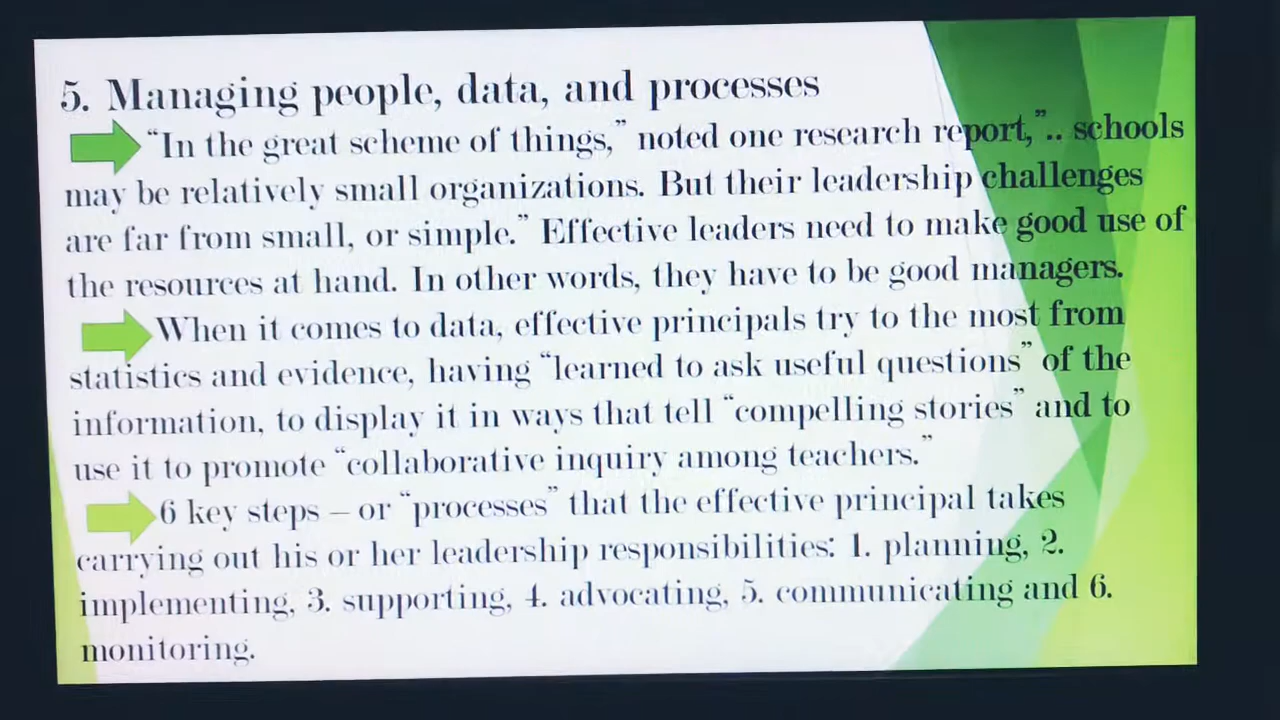 5. Managing people, data, and processes
“In the great scheme of things,” noted one research report,”.. schools
may be relatively small organizations. But their leadership challenges
are far from small, or simple.” Effective leaders need to make good use of
the resources at hand. In other words, they have to be good managers.
When it comes to data, effective principals try to the most from
statistics and evidence, having “learned to ask useful questions” of the
information, to display it in ways that tell “compelling stories” and to
use it to promote “collaborative inquiry among teachers.”
6 key steps – or “processes” that the effective principal takes
carrying out his or her leadership responsibilities: 1. planning, 2.
implementing, 3. supporting, 4. advocating, 5. communicating and 6.
monitoring.